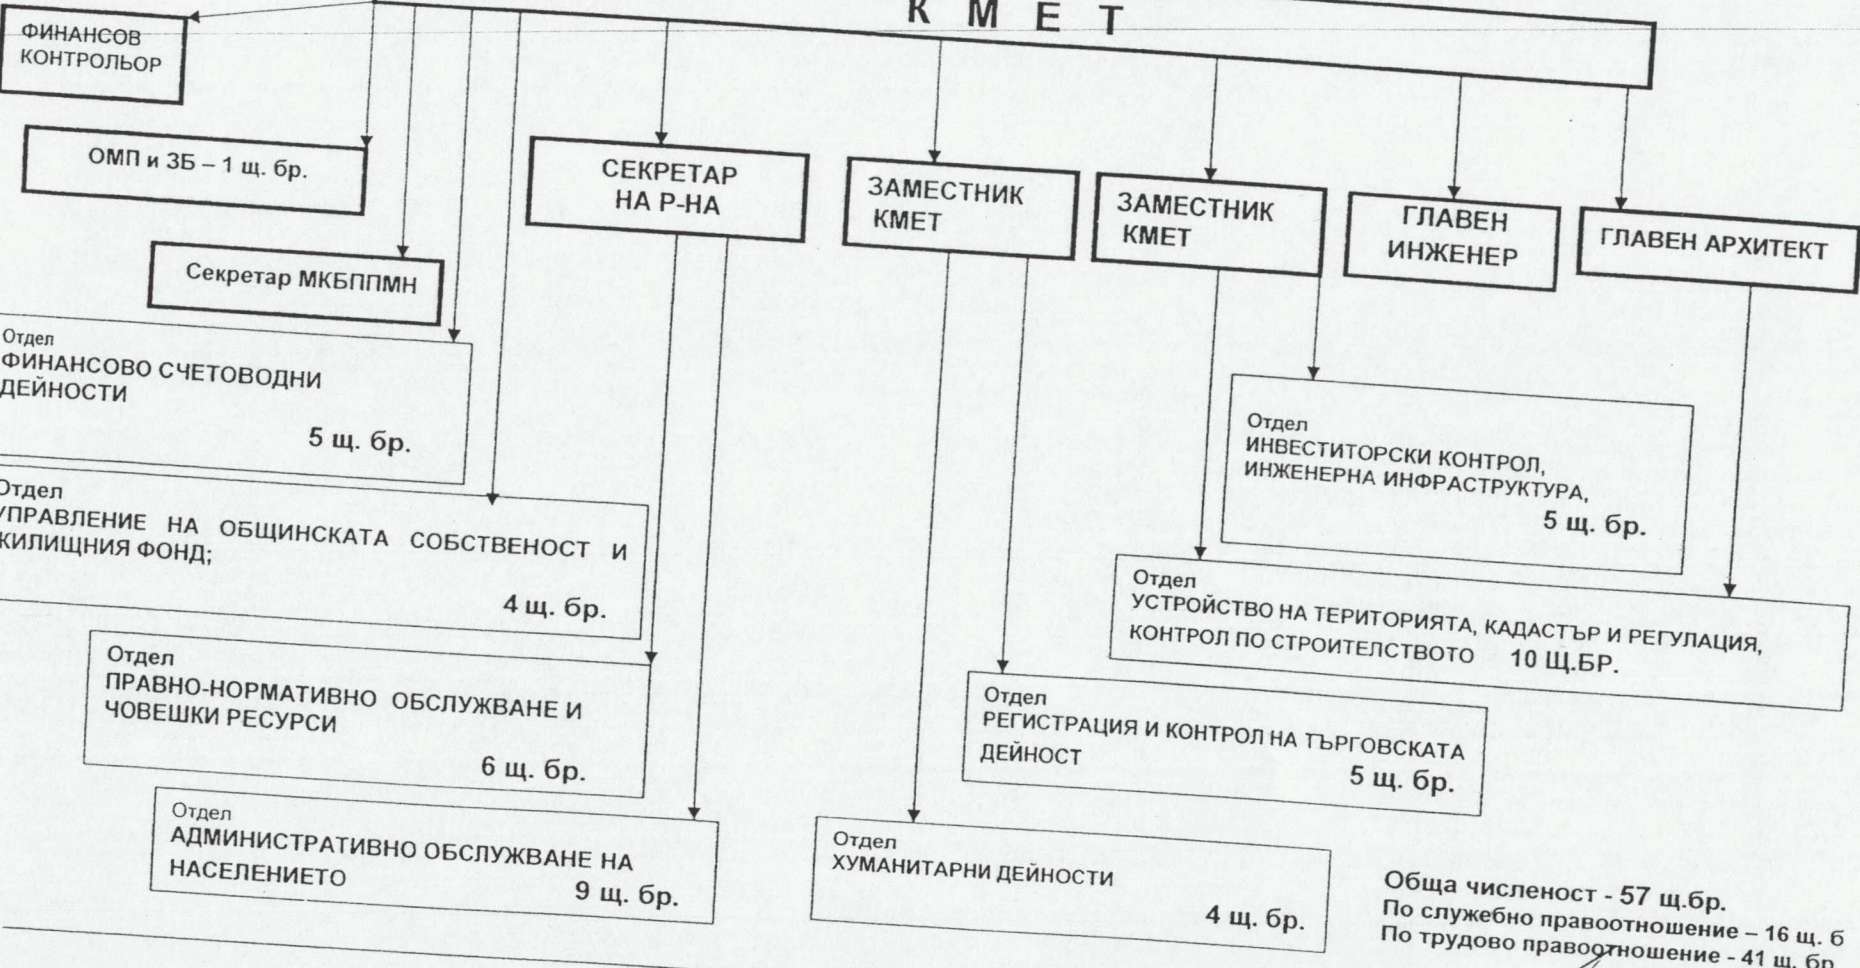 К М Е Т
ФИНАНСОВ
КОНТРОЛЬОР
ОМП и ЗБ – 1 щ. бр.
Секретар МКБППМН
СЕКРЕТАР
НА Р-НА
ЗАМЕСТНИК
КМЕТ
ЗАМЕСТНИК
КМЕТ
ГЛАВЕН
ИНЖЕНЕР
ГЛАВЕН АРХИТЕКТ
Отдел
ФИНАНСОВО СЧЕТОВОДНИ
ДЕЙНОСТИ
5 щ. бр.
Отдел
УПРАВЛЕНИЕ НА ОБЩИНСКАТА СОБСТВЕНОСТ И
ЖИЛИЩНИЯ ФОНД;
4 щ. бр.
Отдел
ПРАВНО-НОРМАТИВНО ОБСЛУЖВАНЕ И
ЧОВЕШКИ РЕСУРСИ
6 щ. бр.
Отдел
АДМИНИСТРАТИВНО ОБСЛУЖВАНЕ НА
НАСЕЛЕНИЕТО 9 щ. бр.
Отдел
ИНВЕСТИТОРСКИ КОНТРОЛ,
ИНЖЕНЕРНА ИНФРАСТРУКТУРА,
5 щ. бр.
Отдел
УСТРОЙСТВО НА ТЕРИТОРИЯТА, КАДАСТЪР И РЕГУЛАЦИЯ,
КОНТРОЛ ПО СТРОИТЕЛСТВОТО 10 Щ.БР.
Отдел
РЕГИСТРАЦИЯ И КОНТРОЛ НА ТЪРГОВСКАТА
ДЕЙНОСТ 5 щ. бр.
Отдел
ХУМАНИТАРНИ ДЕЙНОСТИ
4 щ. бр.
Обща численост - 57 щ.бр.
По служебно правоотношение – 16 щ. б
По трудово правоотношение - 41 щ. бр